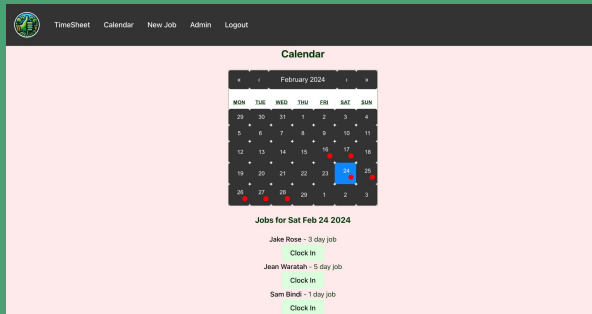 TimeSheet Calendar New Job Admin Logout
Calendar
« ‹ February 2024 › »
MON TUE WED THU FRI SAT SUN
29 30 31 1 2 3 4
5 6 7 8 9 10 11
12 13 14 15 16 17 18
19 20 21 22 23 24 25
26 27 28 29 1 2 3
Jobs for Sat Feb 24 2024
Jake Rose - 3 day job
Clock In
Jean Waratah - 5 day job
Clock In
Sam Bindi - 1 day job
Clock In